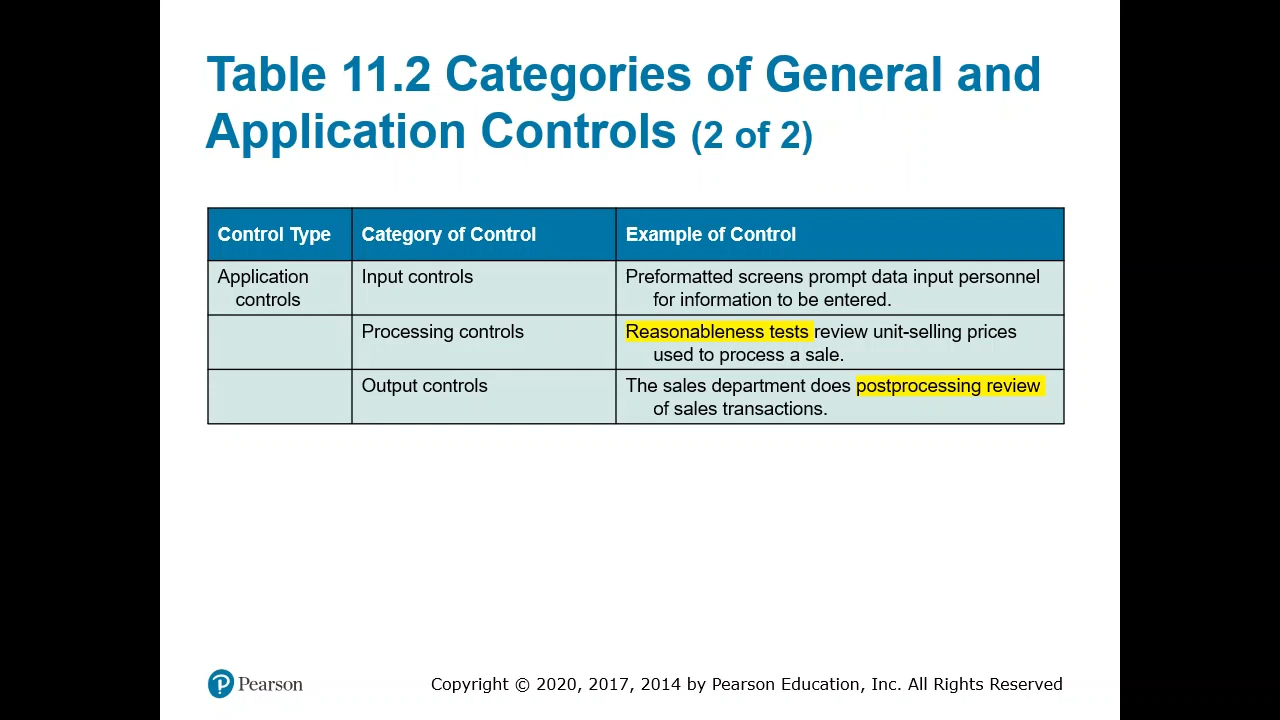 Table 11.2 Categories of General and
Application Controls (2 of 2)
Control Type Category of Control Example of Control
Application controls Input controls Preformatted screens prompt data input personnel for information to be entered.
Processing controls Reasonableness tests review unit-selling prices used to process a sale.
Output controls The sales department does postprocessing review of sales transactions.
Pearson Copyright © 2020, 2017, 2014 by Pearson Education, Inc. All Rights Reserved